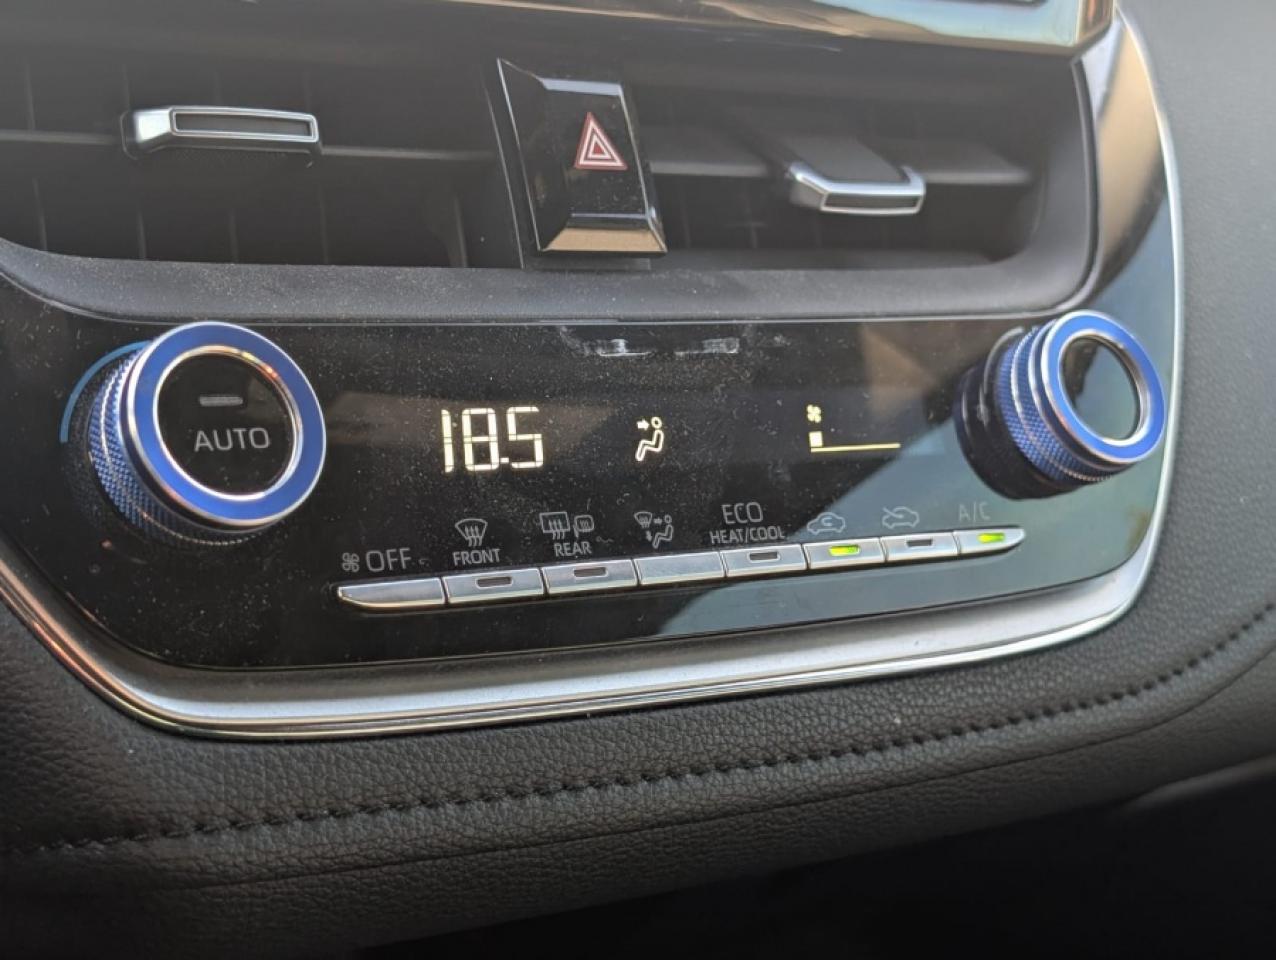 AUTO
18.5
OFF
FRONT
REAR
ECO
HEAT/COOL
A/C